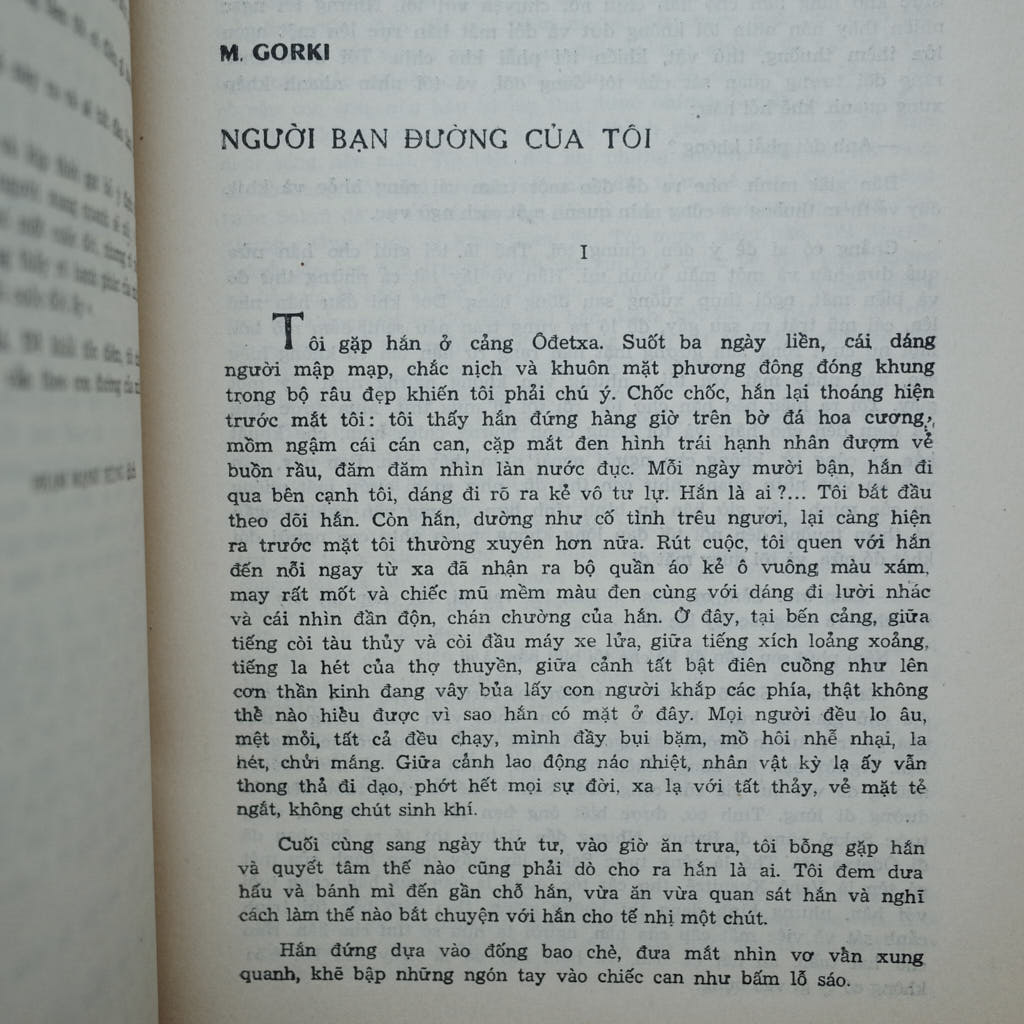 M. GORKI
NGƯỜI BẠN ĐƯỜNG CỦA TÔI
I
Tôi gặp hắn ở cảng Ôđetxa. Suốt ba ngày liền, cái dáng
người mập mạp, chắc nịch và khuôn mặt phương đông đóng khung
trong bộ râu đẹp khiến tôi phải chú ý. Chốc chốc, hắn lại thoáng hiện
trước mắt tôi: tôi thấy hắn đứng hàng giờ trên bờ đá hoa cương,
mồm ngậm cái cán can, cặp mắt đen hình trái hạnh nhân đượm vẻ
buồn rầu, đăm đăm nhìn làn nước đục. Mỗi ngày mười bận, hắn đi
qua bên cạnh tôi, dáng đi rõ ra kẻ vô tư lự. Hắn là ai?... Tôi bắt đầu
theo dõi hắn. Còn hắn, dường như cố tình trêu ngươi, lại càng hiện
ra trước mặt tôi thường xuyên hơn nữa. Rút cuộc, tôi quen với hắn
đến nỗi ngay từ xa đã nhận ra bộ quần áo kẻ ô vuông màu xám,
may rất mốt và chiếc mũ mềm màu đen cùng với dáng đi lười nhác
và cái nhìn đần độn, chán chường của hắn. Ở đây, tại bến cảng, giữa
tiếng còi tàu thủy và còi đầu máy xe lửa, giữa tiếng xích loảng xoảng,
tiếng la hét của thợ thuyền, giữa cảnh tất bật điên cuồng như lên
cơn thần kinh đang vây bủa lấy con người khắp các phía, thật không
thể nào hiểu được vì sao hắn có mặt ở đây. Mọi người đều lo âu,
mệt mỏi, tất cả đều chạy, mình đầy bụi bặm, mồ hôi nhễ nhại, la
hét, chửi mắng. Giữa cảnh lao động náo nhiệt, nhân vật kỳ lạ ấy vẫn
thong thả đi dạo, phớt hết mọi sự đời, xa lạ với tất thảy, vẻ mặt tẻ
ngắt, không chút sinh khí.
Cuối cùng sang ngày thứ tư, vào giờ ăn trưa, tôi bỗng gặp hắn
và quyết tâm thế nào cũng phải dò cho ra hắn là ai. Tôi đem dưa
hấu và bánh mì đến gần chỗ hắn, vừa ăn vừa quan sát hắn và nghĩ
cách làm thế nào bắt chuyện với hắn cho tế nhị một chút.
Hắn đứng dựa vào đống bao chè, đưa mắt nhìn vơ vẩn xung
quanh, khẽ bập những ngón tay vào chiếc can như bấm lỗ sáo.